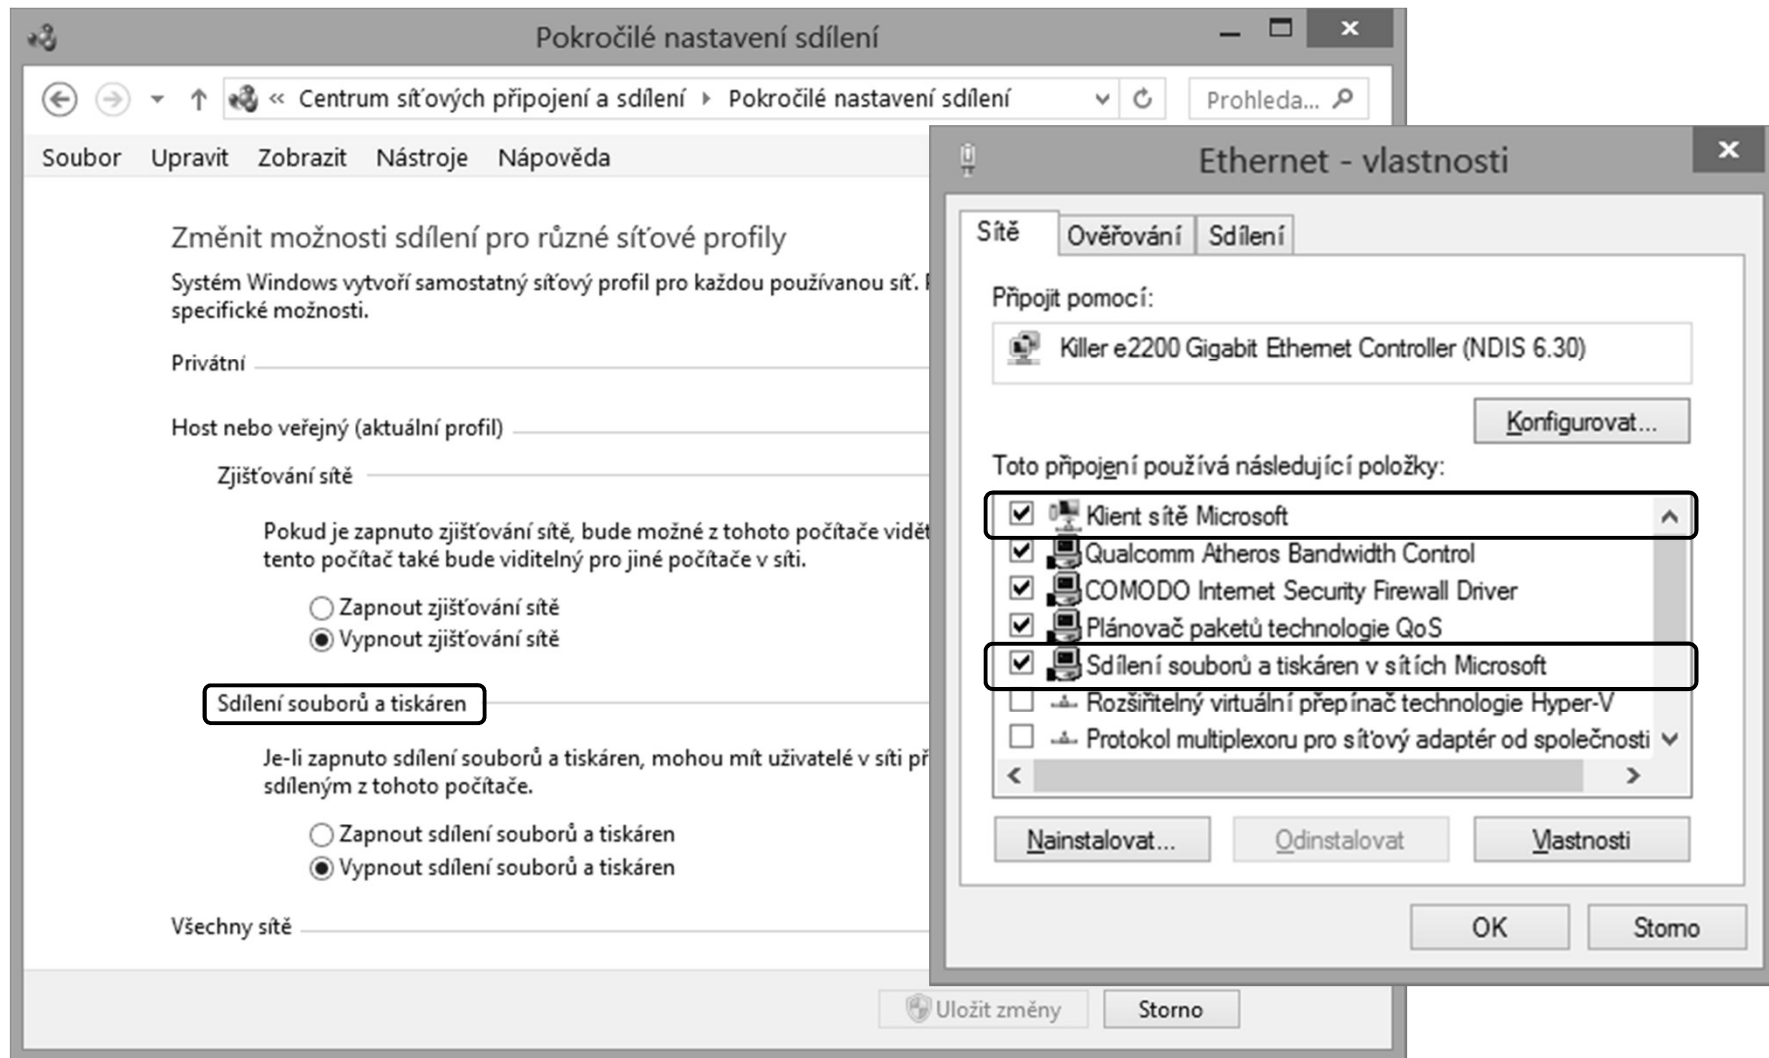 Pokročilé nastavení sdílení
« Centrum síťových připojení a sdílení Pokročilé nastavení sdílení
Prohleda...
Soubor Upravit Zobrazit Nástroje Nápověda
Změnit možnosti sdílení pro různé síťové profily
Systém Windows vytvoří samostatný síťový profil pro každou používanou síť.
specifické možnosti.
Privátní
Host nebo veřejný (aktuální profil)
Zjišťování sítě
Pokud je zapnuto zjišťování sítě, bude možné z tohoto počítače vidět
tento počítač také bude viditelný pro jiné počítače v síti.
Zapnout zjišťování sítě
Vypnout zjišťování sítě
Sdílení souborů a tiskáren
Je-li zapnuto sdílení souborů a tiskáren, mohou mít uživatelé v síti př
sdíleným z tohoto počítače.
Zapnout sdílení souborů a tiskáren
Vypnout sdílení souborů a tiskáren
Všechny sítě
Uložit změny Storno
Ethernet - vlastnosti
Sítě Ověřování Sdílení
Připojit pomocí:
Killer e2200 Gigabit Ethernet Controller (NDIS 6.30)
Konfigurovat...
Toto připojení používá následující položky:
Klient sítě Microsoft
Qualcomm Atheros Bandwidth Control
COMODO Internet Security Firewall Driver
Plánovač paketů technologie QoS
Sdílení souborů a tiskáren v sítích Microsoft
Rozšiřitelný virtuální přepínač technologie Hyper-V
Protokol multiplexoru pro síťový adaptér od společnosti
Nainstalovat... Odinstalovat Vlastnosti
OK Storno